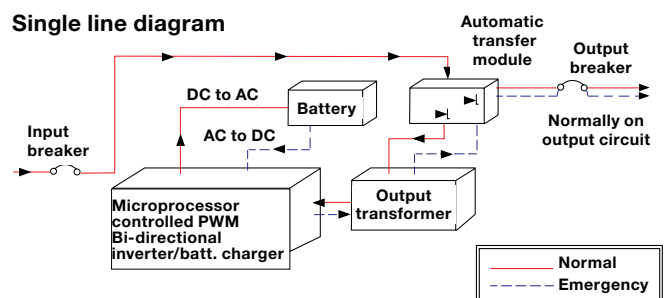 Single line diagram
Automatic
transfer
module
Output
breaker
DC to AC
Battery
AC to DC
Input
breaker
Normally on
output circuit
Microprocessor
controlled PWM
Bi-directional
inverter/batt. charger
Output
transformer
Normal
Emergency